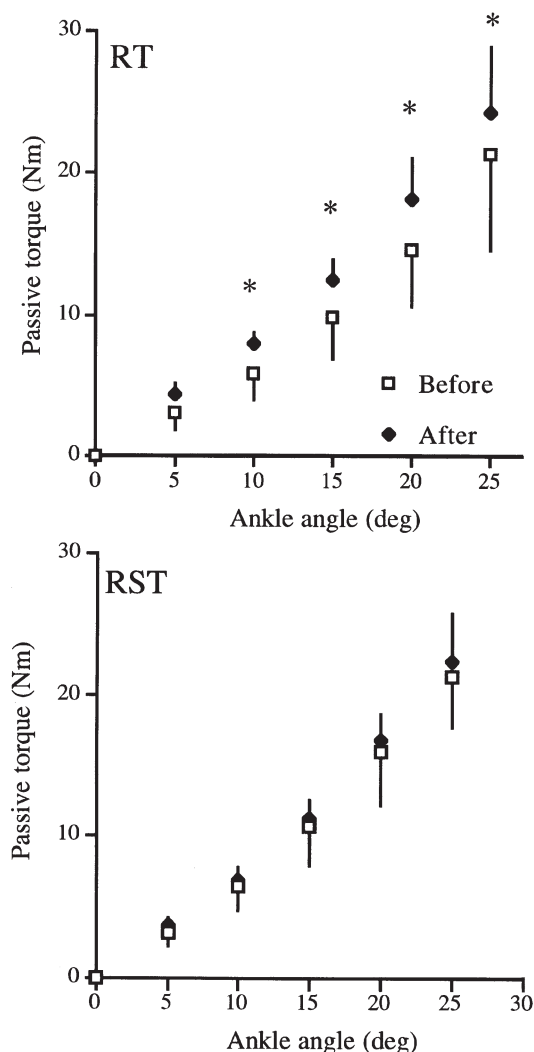 30
RT
*
*
20
*
*
Passive torque (Nm)
10
Before
After
0
0 5 10 15 20 25
Ankle angle (deg)
30
RST
20
Passive torque (Nm)
10
0
0 5 10 15 20 25 30
Ankle angle (deg)